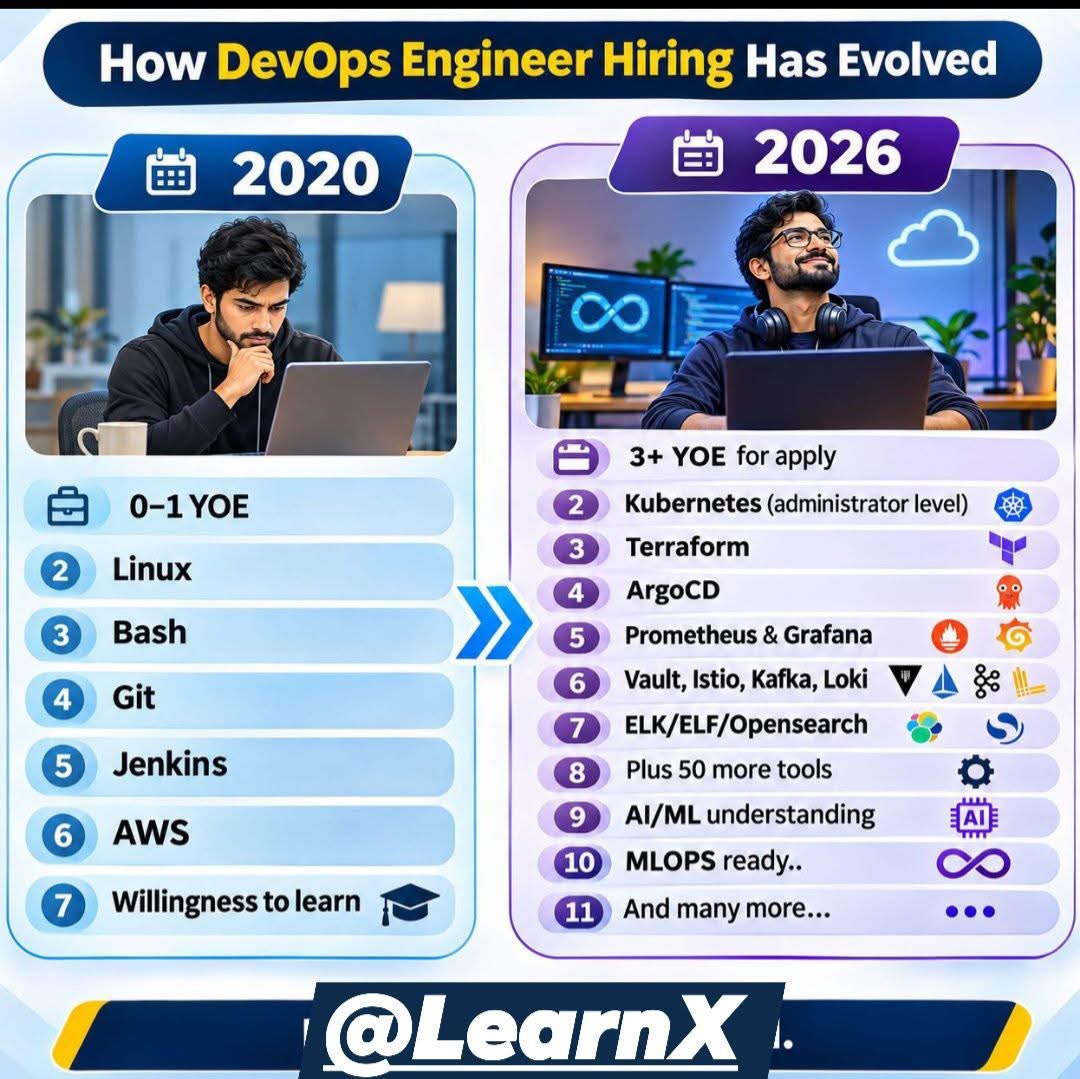 How DevOps Engineer Hiring Has Evolved
2020
0–1 YOE
2 Linux
3 Bash
4 Git
5 Jenkins
6 AWS
7 Willingness to learn
2026
3+ YOE for apply
2 Kubernetes (administrator level)
3 Terraform
4 ArgoCD
5 Prometheus & Grafana
6 Vault, Istio, Kafka, Loki
7 ELK/ELF/Opensearch
8 Plus 50 more tools
9 AI/ML understanding
AI
10 MLOPS ready..
11 And many more...
@LearnX